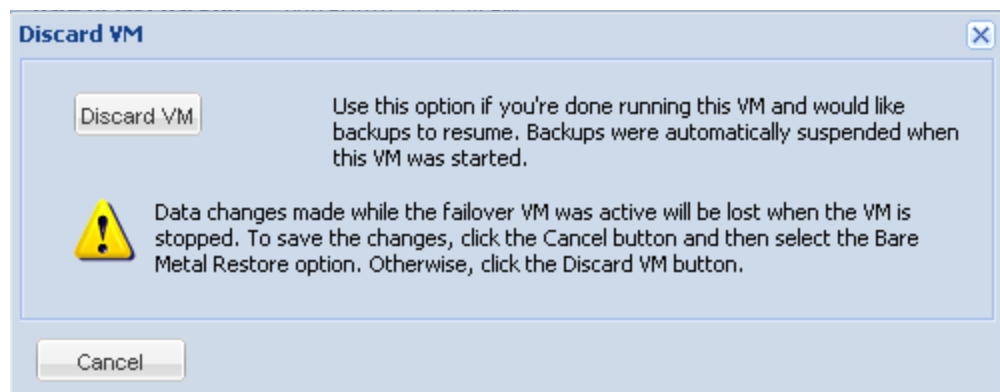 Discard VM
Discard VM
Use this option if you're done running this VM and would like
backups to resume. Backups were automatically suspended when
this VM was started.
Data changes made while the failover VM was active will be lost when the VM is
stopped. To save the changes, click the Cancel button and then select the Bare
Metal Restore option. Otherwise, click the Discard VM button.
Cancel